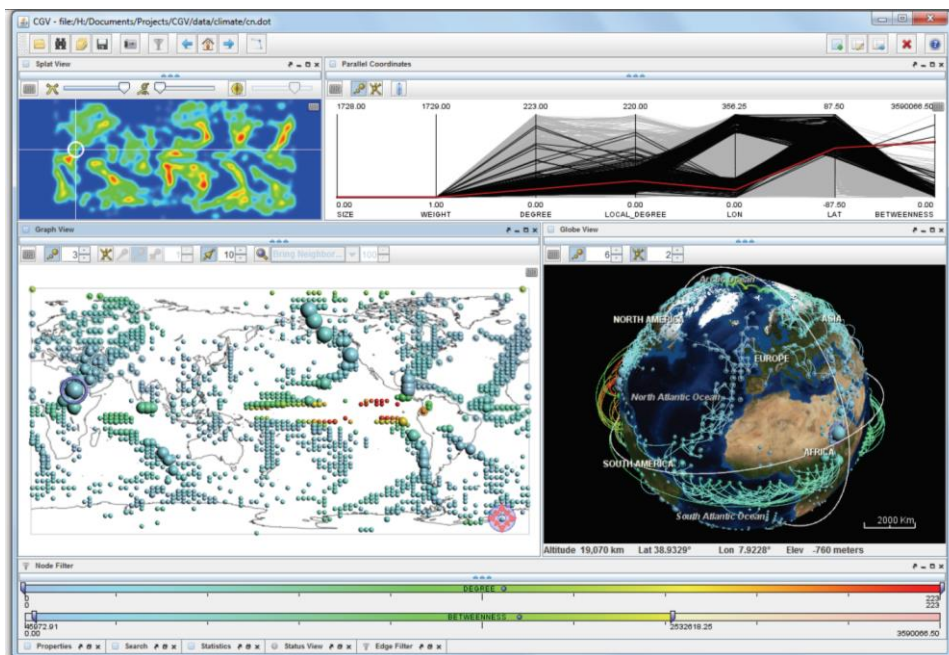 CGV - file:/H:/Documents/Projects/CGV/data/climate/cn.dot
Splat View
Parallel Coordinates
1728.00 1729.00 223.00 220.00 356.25 87.50 3590066.50
0.00 1.00 0.00 0.00 0.00 -87.50 0.00
SIZE WEIGHT DEGREE LOCAL_DEGREE LON LAT BETWEENNESS
Graph View
3 1 10 Bring Neighbor... 100
Globe View
6 2
Arctic Ocean
NORTH AMERICA
ASIA
EUROPE
North Atlantic Ocean
AFRICA
SOUTH AMERICA
South Atlantic Ocean
2000 Km
Altitude 19,070 km Lat 38.9329° Lon 7.9228° Elev -760 meters
Node Filter
DEGREE
0 223
0 223
BETWEENNESS
45972.91 2532618.25
0.00 3590066.50
Properties Search Statistics Status View Edge Filter